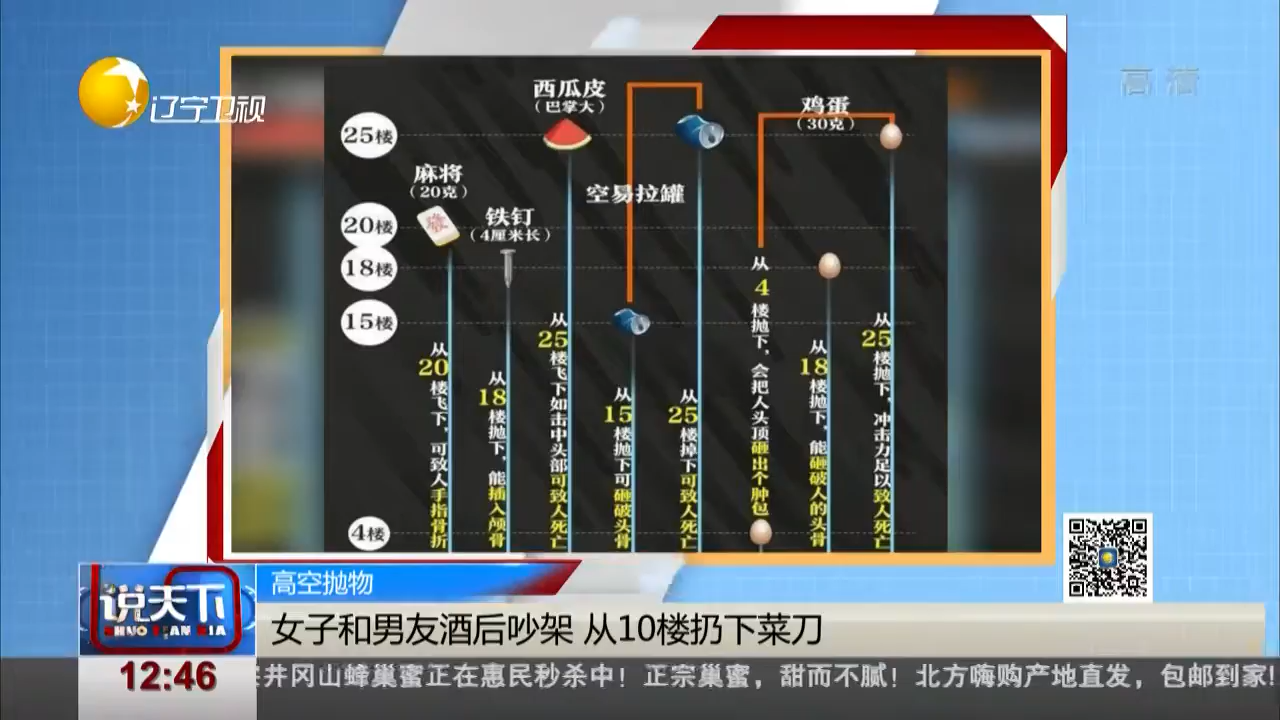 辽宁卫视
高清
25楼
20楼
18楼
15楼
4楼
麻将
（20克）
从20楼飞下，可致人手指骨折
铁钉
（4厘米长）
从18楼抛下，能插入颅骨
西瓜皮
（巴掌大）
从25楼飞下如击中头部可致人死亡
空易拉罐
从15楼抛下可砸破头骨
从25楼掉下可致人死亡
鸡蛋
（30克）
从4楼抛下，会把人头顶砸出个肿包
从18楼抛下，能砸破人的头骨
从25楼抛下，冲击力足以致人死亡
高空抛物
说天下
SHUO TIAN XIA
女子和男友酒后吵架 从10楼扔下菜刀
12:46
井冈山蜂巢蜜正在惠民秒杀中！正宗巢蜜，甜而不腻！北方嗨购产地直发，包邮到家！